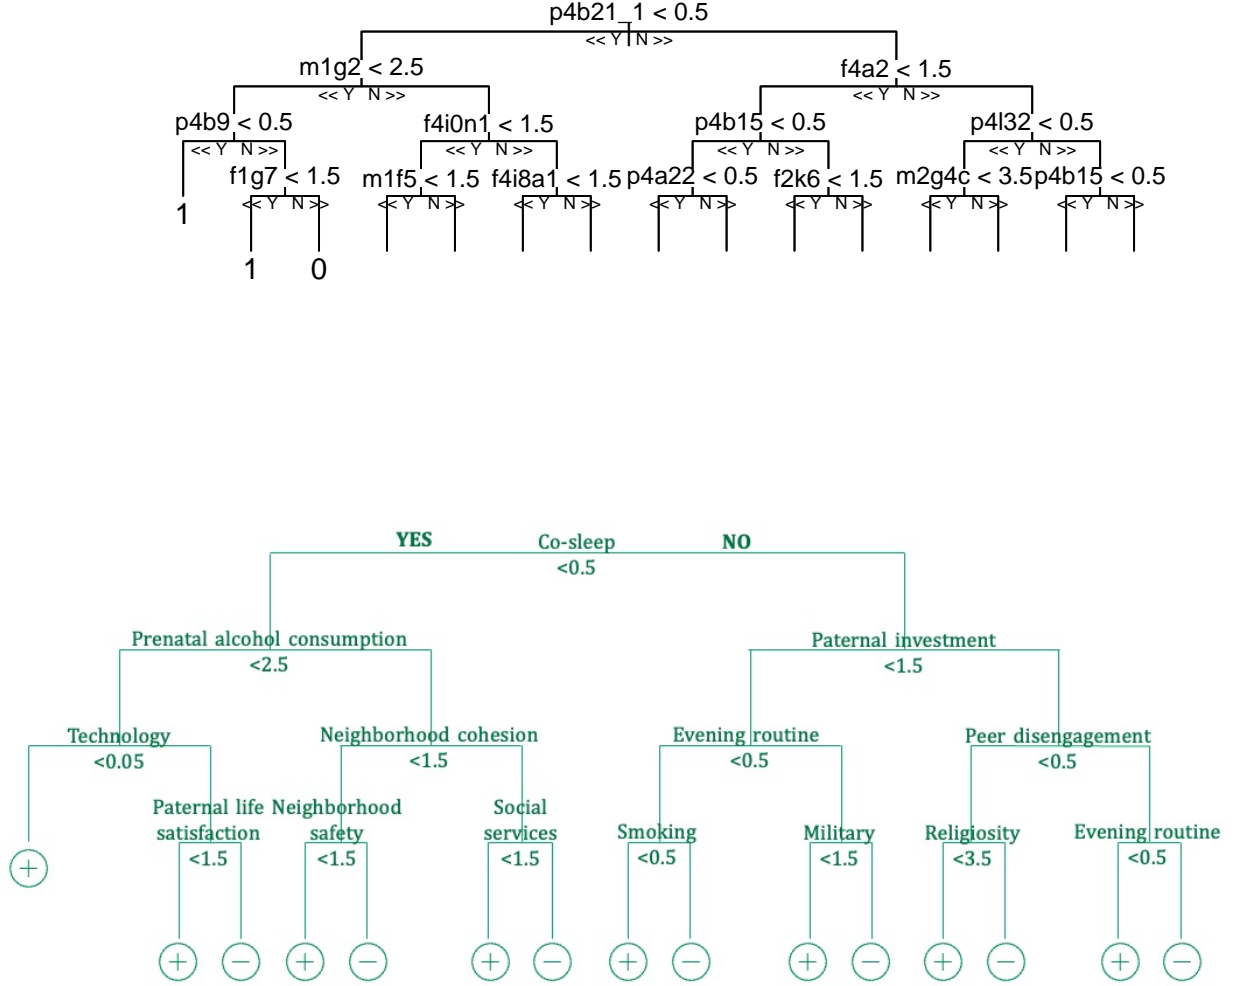 p4b21_1 < 0.5
<< Y N >>
m1g2 < 2.5
f4a2 < 1.5
<< Y N >>
<< Y N >>
p4b9 < 0.5
f4i0n1 < 1.5
p4b15 < 0.5
p4l32 < 0.5
<< Y N >>
<< Y N >>
<< Y N >>
<< Y N >>
f1g7 < 1.5
m1f5 < 1.5
f4i8a1 < 1.5
p4a22 < 0.5
f2k6 < 1.5
m2g4c < 3.5
p4b15 < 0.5
<< Y N >>
<< Y N >>
<< Y N >>
<< Y N >>
<< Y N >>
<< Y N >>
<< Y N >>
1
1
0
YES
Co-sleep
NO
<0.5
Prenatal alcohol consumption
<2.5
Paternal investment
<1.5
Technology
<0.05
Neighborhood cohesion
<1.5
Evening routine
<0.5
Peer disengagement
<0.5
Paternal life
satisfaction
<1.5
Neighborhood
safety
<1.5
Social
services
<1.5
Smoking
<0.5
Military
<1.5
Religiosity
<3.5
Evening routine
<0.5
+
+
−
+
−
+
−
+
−
+
−
+
−
+
−